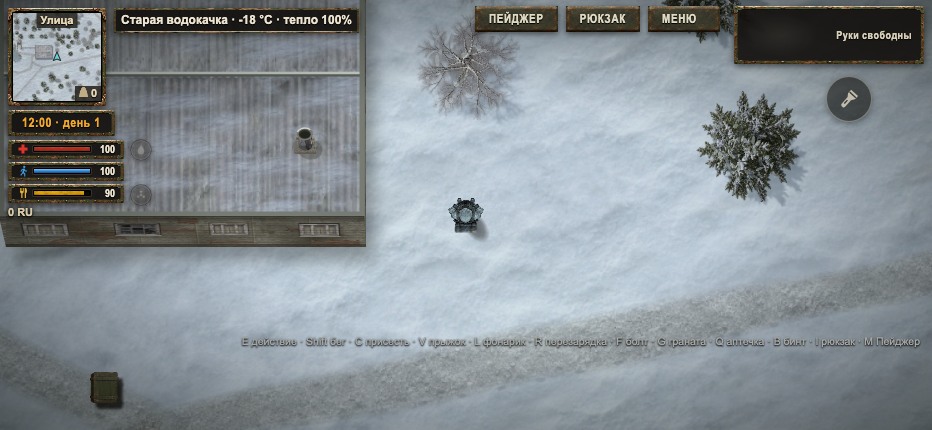 Улица
Старая водокачка · -18 °C · тепло 100%
ПЕЙДЖЕР
РЮКЗАК
МЕНЮ
Руки свободны
0
12:00 · день 1
100
100
90
0 RU
E действие · Shift бег · C присесть · V прыжок · L фонарик · R перезарядка · F болт · G граната · Q аптечка · B бинт · I рюкзак · M Пейджер